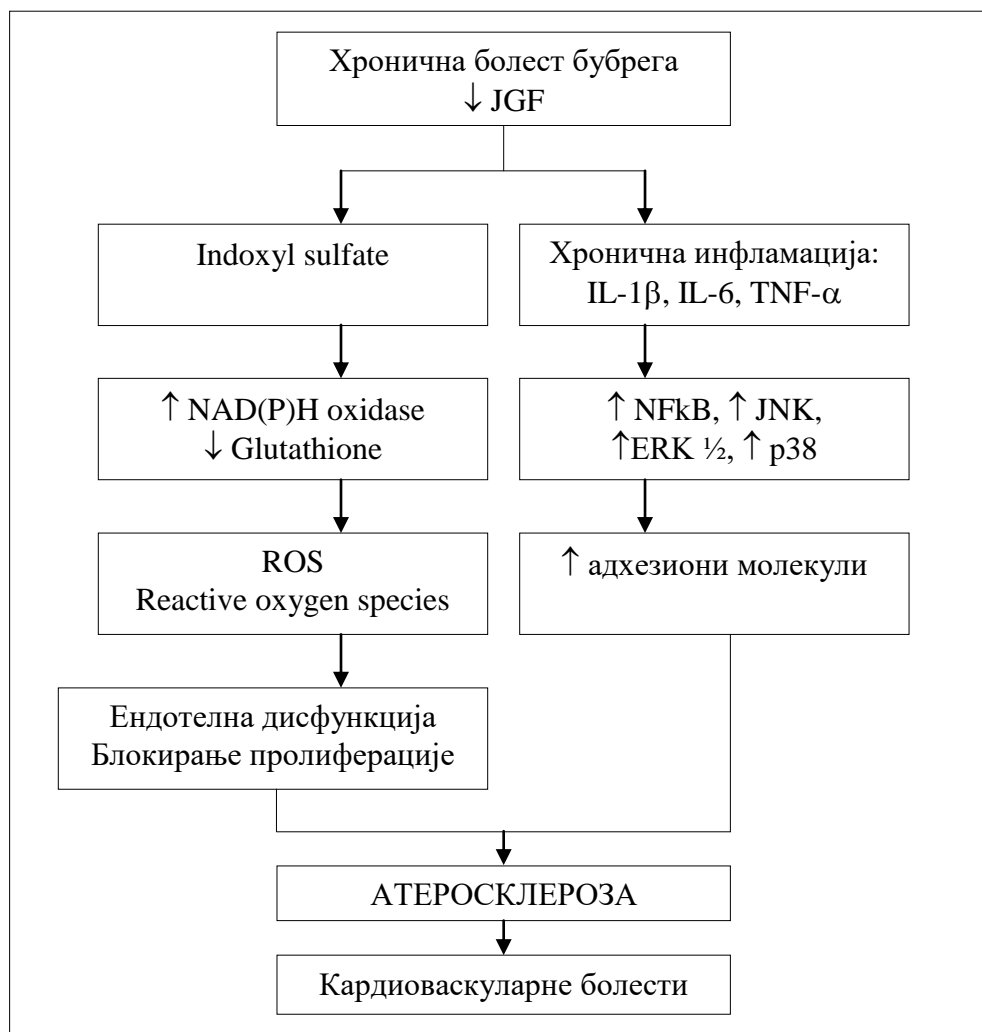 Хронична болест бубрега
↓ JGF
Indoxyl sulfate
Хронична инфламација:
IL-1β, IL-6, TNF-α
↑ NAD(P)H oxidase
↓ Glutathione
↑ NFkB, ↑ JNK,
↑ERK ½, ↑ p38
ROS
Reactive oxygen species
↑ адхезиони молекули
Ендотелна дисфункција
Блокирање пролиферације
АТЕРОСКЛЕРОЗА
Кардиоваскуларне болести